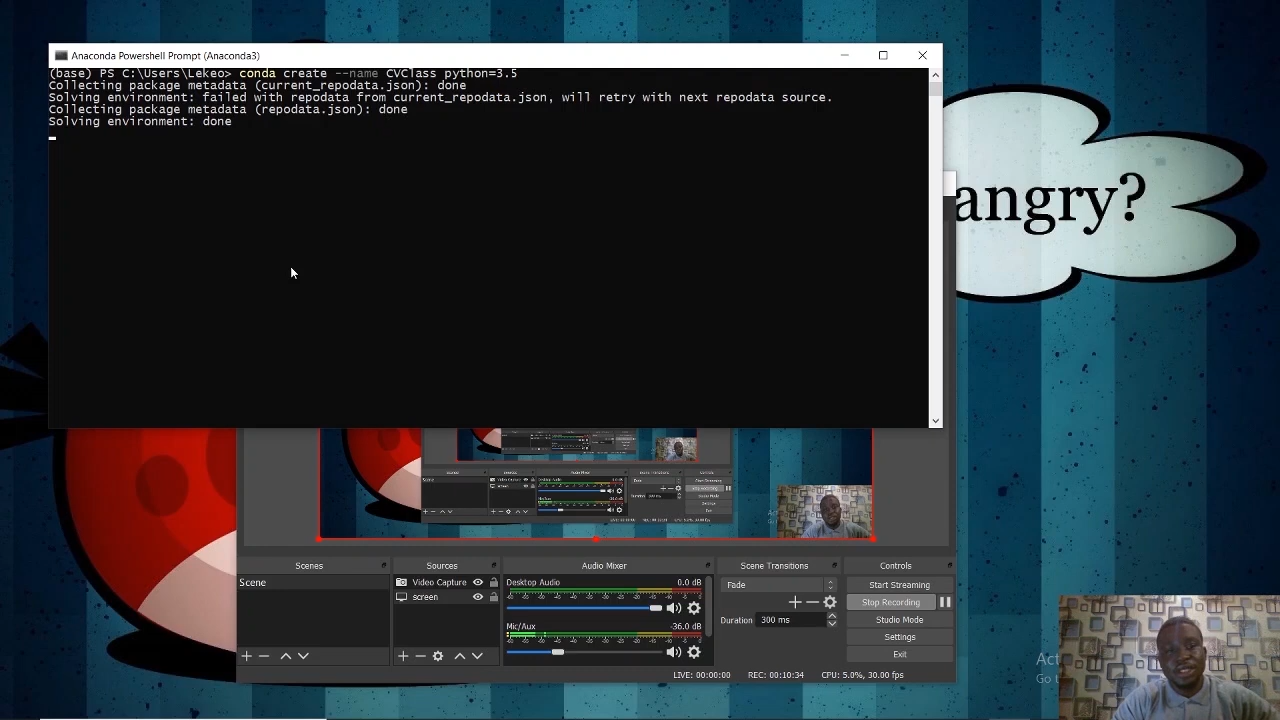 Anaconda Powershell Prompt (Anaconda3)
(base) PS C:\Users\Lekeo> conda create --name CVClass python=3.5
Collecting package metadata (current_repodata.json): done
Solving environment: failed with repodata from current_repodata.json, will retry with next repodata source.
Collecting package metadata (repodata.json): done
Solving environment: done
angry?
Scenes
Sources
Audio Mixer
Scene Transitions
Controls
Scene
Video Capture
screen
Desktop Audio
0.0 dB
Mic/Aux
-36.0 dB
Fade
Duration
300 ms
Start Streaming
Stop Recording
Studio Mode
Settings
Exit
LIVE: 00:00:00
REC: 00:10:34
CPU: 5.0%, 30.00 fps
Act
Go t